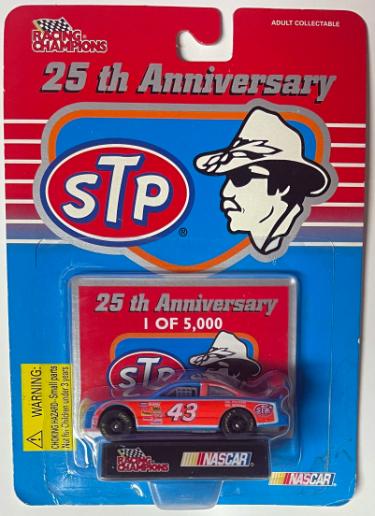 RACING
CHAMPIONS
ADULT COLLECTABLE
25 th Anniversary
STP
®
25 th Anniversary
1 OF 5,000
STP
43
STP
WARNING:
CHOKING HAZARD-Small parts
Not for Children under 3 years
RACING
CHAMPIONS
NASCAR
NASCAR